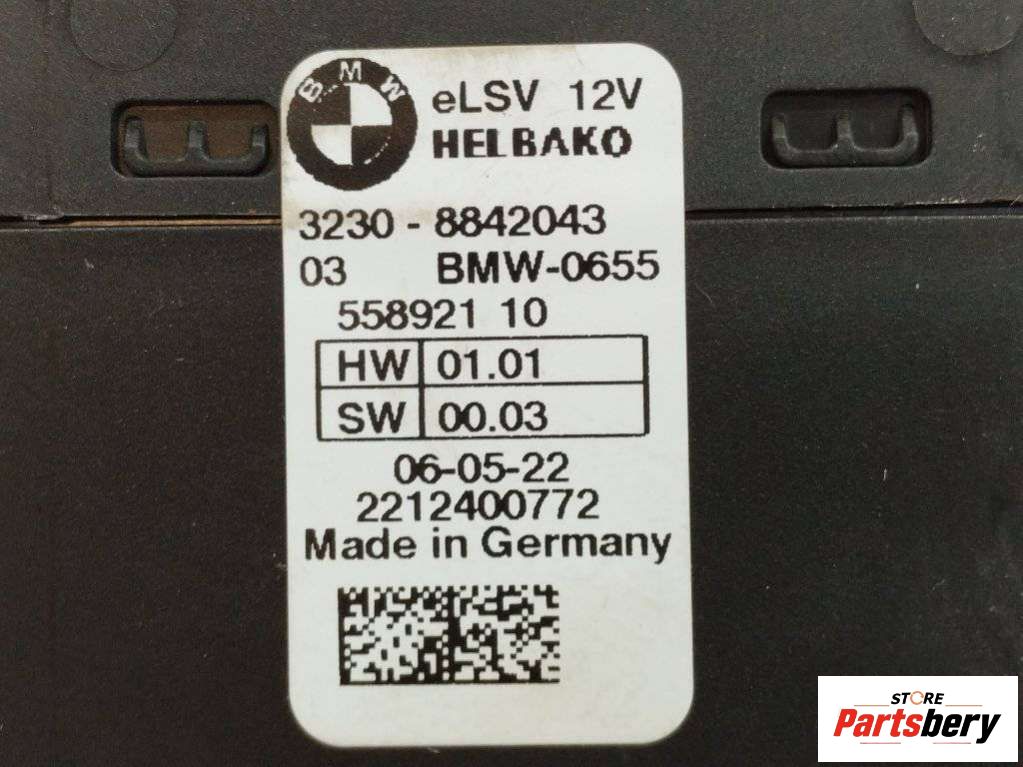 BMW
eLSV 12V
HELBAKO
3230 - 8842043
03 BMW-0655
558921 10
HW 01.01
SW 00.03
06-05-22
2212400772
Made in Germany
STORE
Partsbery